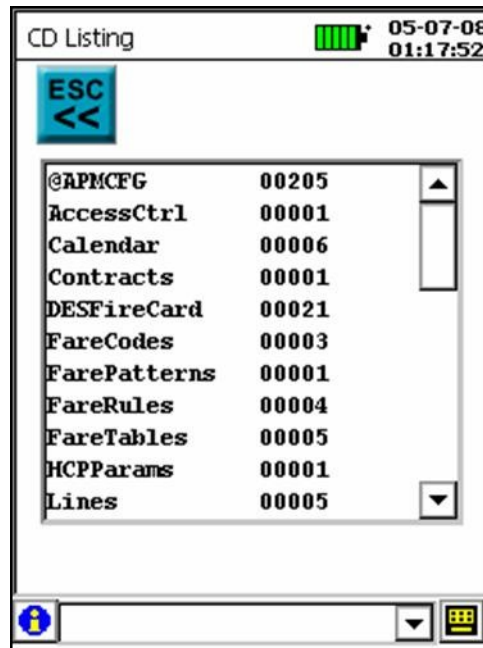 CD Listing
05-07-08
01:17:52
ESC
<<
@APMCFG 00205
AccessCtrl 00001
Calendar 00006
Contracts 00001
DESFireCard 00021
FareCodes 00003
FarePatterns 00001
FareRules 00004
FareTables 00005
HCPParams 00001
Lines 00005